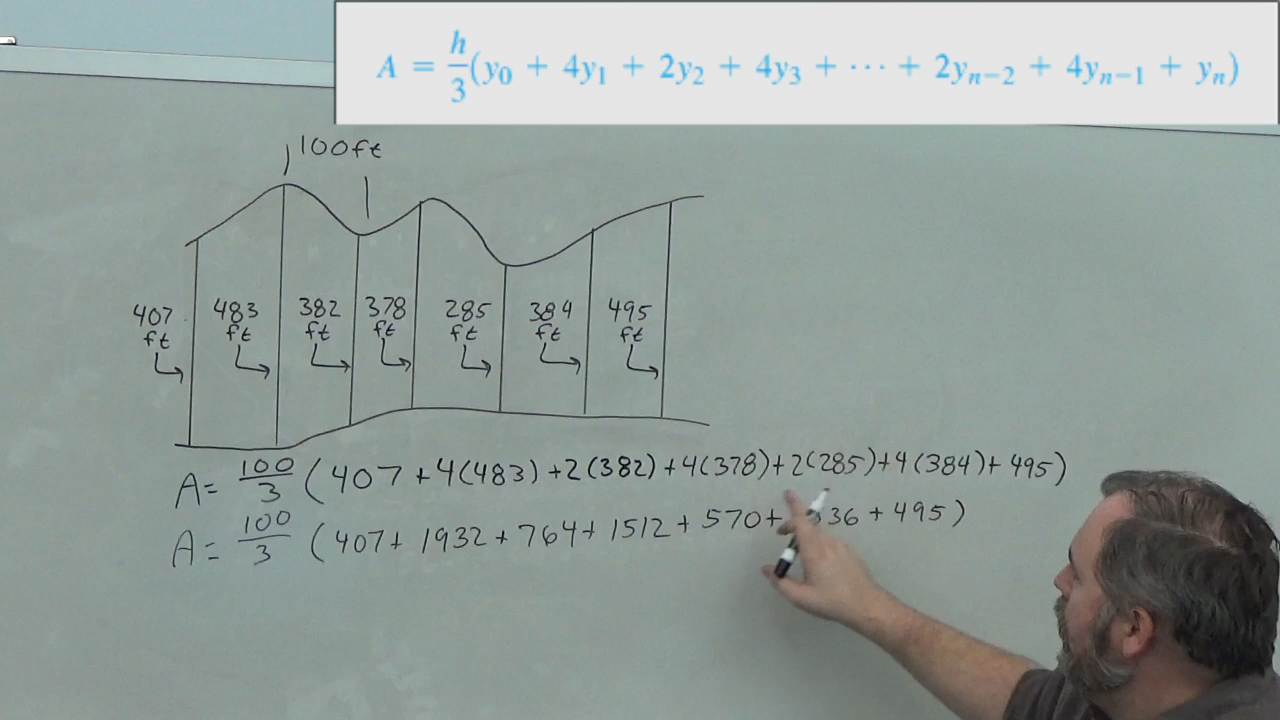 A = h/3 (y₀ + 4y₁ + 2y₂ + 4y₃ + ⋯ + 2yₙ₋₂ + 4yₙ₋₁ + yₙ)
100ft
407 ft
483 ft
382 ft
378 ft
285 ft
384 ft
495 ft
A = 100/3 (407 + 4(483) + 2(382) + 4(378) + 2(285) + 4(384) + 495)
A = 100/3 (407 + 1932 + 764 + 1512 + 570 + 36 + 495)